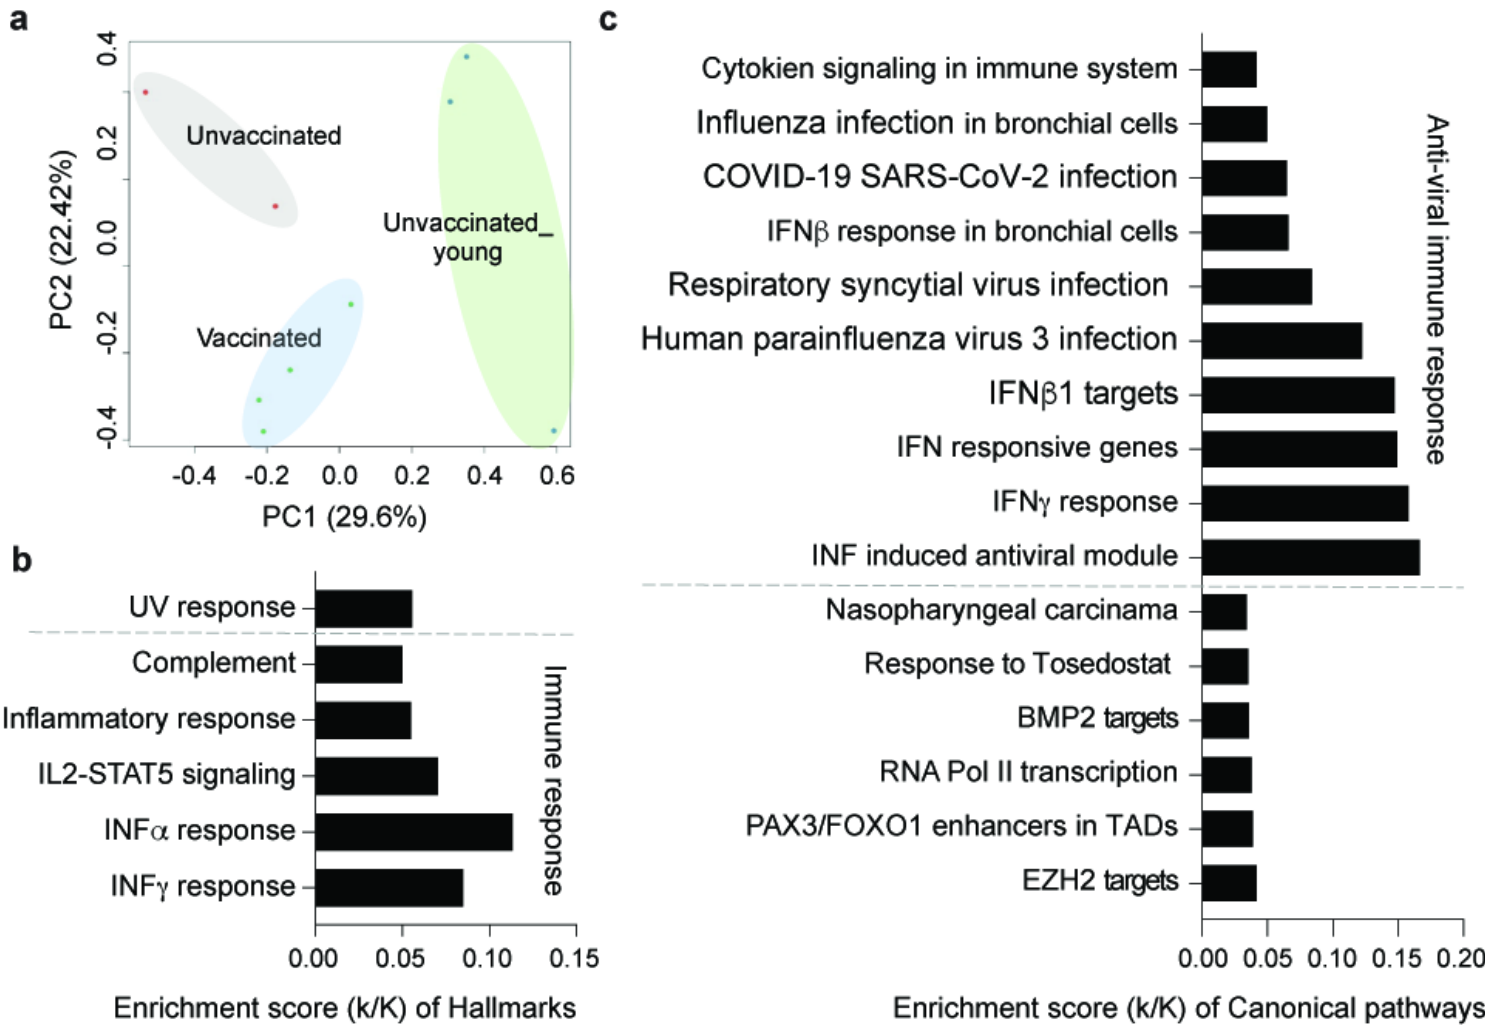 a
0.4
0.2
0.0
-0.2
-0.4
PC2 (22.42%)
Unvaccinated
Unvaccinated_
young
Vaccinated
-0.4 -0.2 0.0 0.2 0.4 0.6
PC1 (29.6%)
b
UV response
Complement
Inflammatory response
IL2-STAT5 signaling
INFα response
INFγ response
Immune response
0.00 0.05 0.10 0.15
Enrichment score (k/K) of Hallmarks
c
Cytokien signaling in immune system
Influenza infection in bronchial cells
COVID-19 SARS-CoV-2 infection
IFNβ response in bronchial cells
Respiratory syncytial virus infection
Human parainfluenza virus 3 infection
IFNβ1 targets
IFN responsive genes
IFNγ response
INF induced antiviral module
Anti-viral immune response
Nasopharyngeal carcinama
Response to Tosedostat
BMP2 targets
RNA Pol II transcription
PAX3/FOXO1 enhancers in TADs
EZH2 targets
0.00 0.05 0.10 0.15 0.20
Enrichment score (k/K) of Canonical pathways